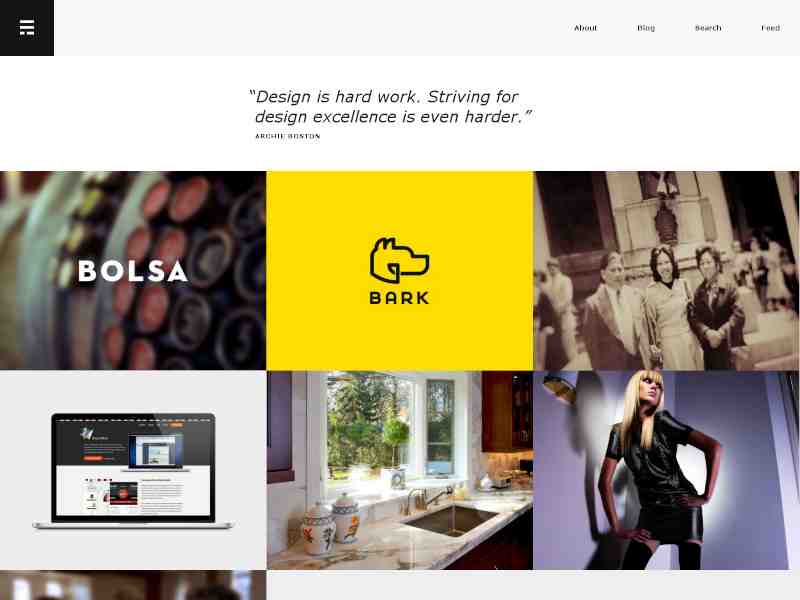 About
Blog
Search
Feed
“Design is hard work. Striving for
design excellence is even harder.”
ARCHIE BOSTON
BOLSA
BARK